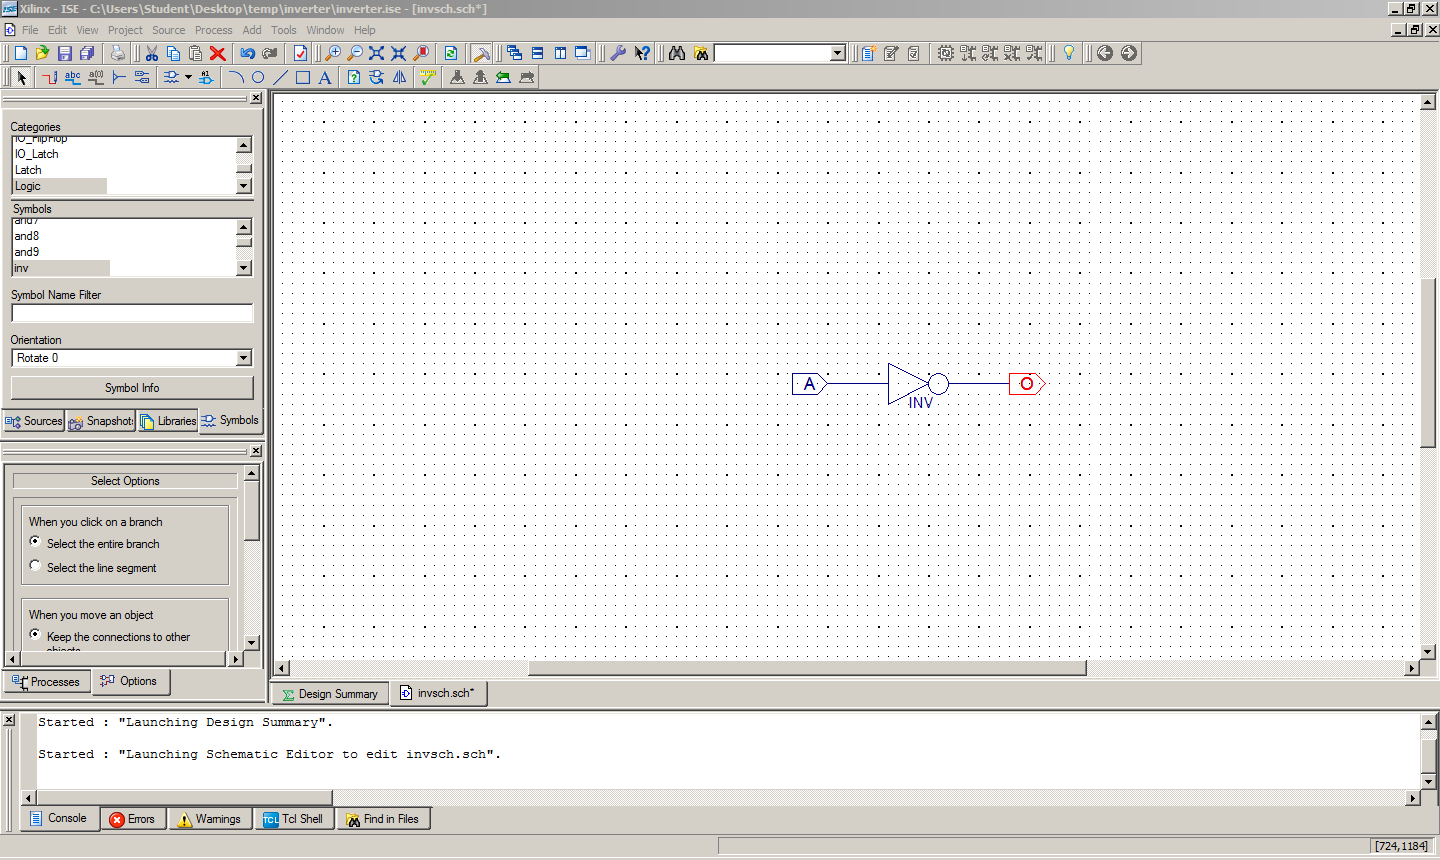 Xilinx - ISE - C:\Users\Student\Desktop\temp\inverter\inverter.ise - [invsch.sch*]
File Edit View Project Source Process Add Tools Window Help
Categories
IO_FlipFlop
IO_Latch
Latch
Logic
Symbols
and7
and8
and9
inv
Symbol Name Filter
Orientation
Rotate 0
Symbol Info
Sources Snapshot Libraries Symbols
Select Options
When you click on a branch
Select the entire branch
Select the line segment
When you move an object
Keep the connections to other
objects
Processes Options
A
INV
O
Design Summary invsch.sch*
Started : "Launching Design Summary".
Started : "Launching Schematic Editor to edit invsch.sch".
Console Errors Warnings TCL Tcl Shell Find in Files
[724,1184]